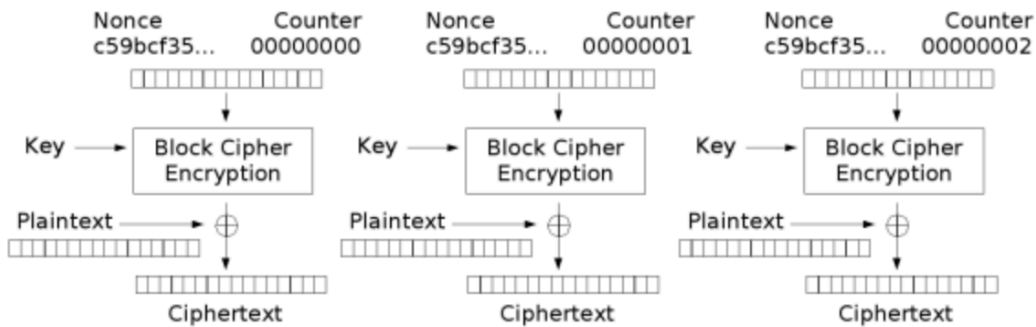 Nonce Counter Nonce Counter Nonce Counter
c59bcf35... 00000000 c59bcf35... 00000001 c59bcf35... 00000002
Key Block Cipher Key Block Cipher Key Block Cipher
Encryption Encryption Encryption
Plaintext Plaintext Plaintext
Ciphertext Ciphertext Ciphertext